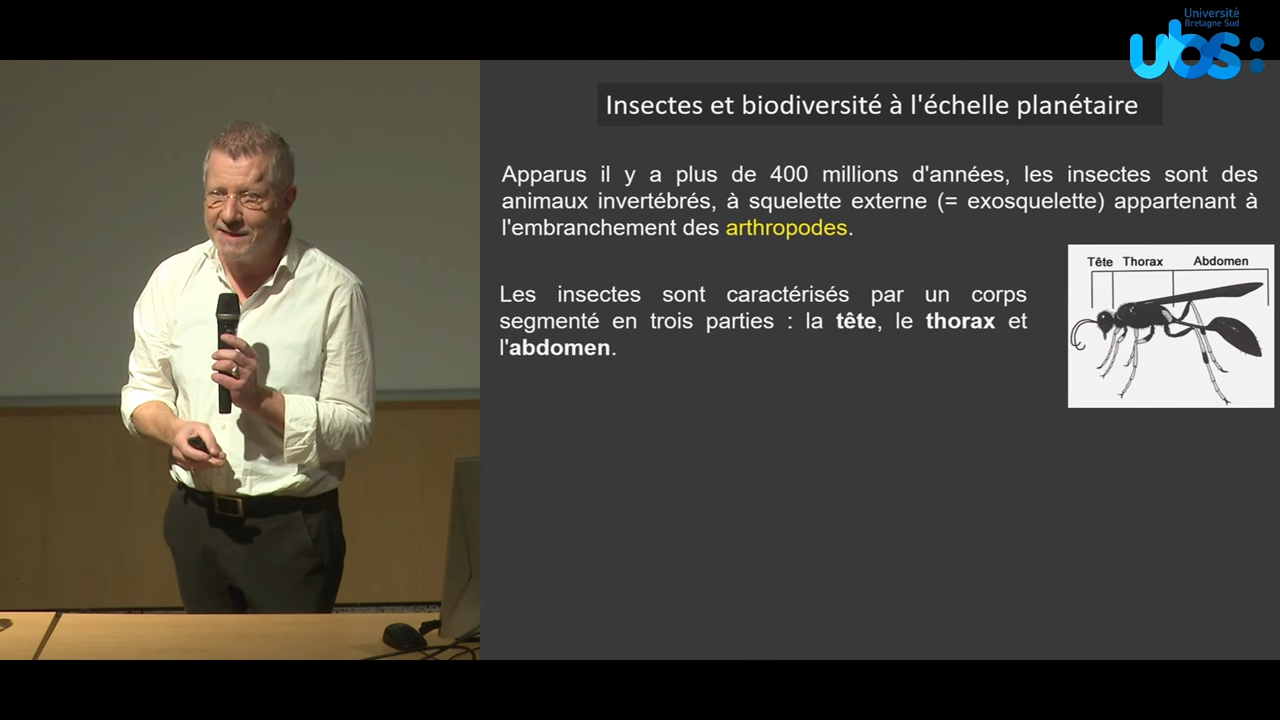 Université
Bretagne Sud
ubs:
Insectes et biodiversité à l'échelle planétaire
Apparus il y a plus de 400 millions d'années, les insectes sont des
animaux invertébrés, à squelette externe (= exosquelette) appartenant à
l'embranchement des arthropodes.
Tête Thorax Abdomen
Les insectes sont caractérisés par un corps
segmenté en trois parties : la tête, le thorax et
l'abdomen.